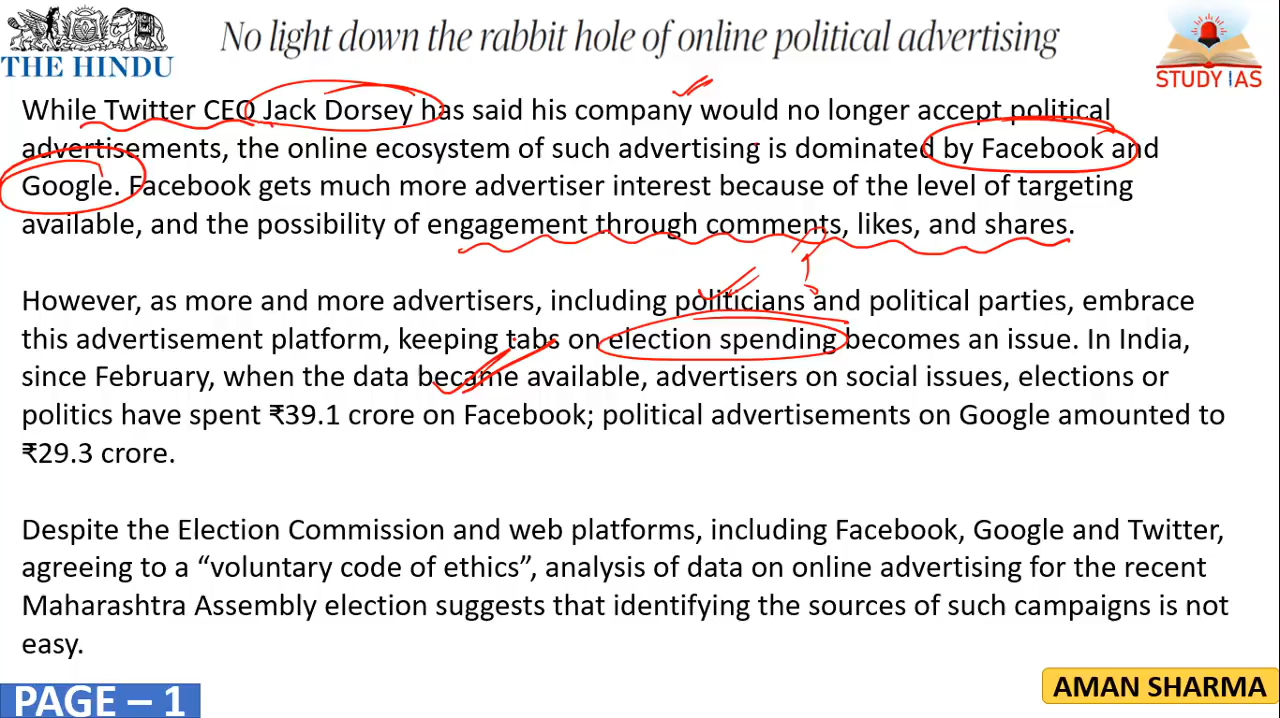 No light down the rabbit hole of online political advertising
THE HINDU
STUDY IAS
While Twitter CEO Jack Dorsey has said his company would no longer accept political
advertisements, the online ecosystem of such advertising is dominated by Facebook and
Google. Facebook gets much more advertiser interest because of the level of targeting
available, and the possibility of engagement through comments, likes, and shares.
However, as more and more advertisers, including politicians and political parties, embrace
this advertisement platform, keeping tabs on election spending becomes an issue. In India,
since February, when the data became available, advertisers on social issues, elections or
politics have spent ₹39.1 crore on Facebook; political advertisements on Google amounted to
₹29.3 crore.
Despite the Election Commission and web platforms, including Facebook, Google and Twitter,
agreeing to a “voluntary code of ethics”, analysis of data on online advertising for the recent
Maharashtra Assembly election suggests that identifying the sources of such campaigns is not
easy.
PAGE – 1
AMAN SHARMA